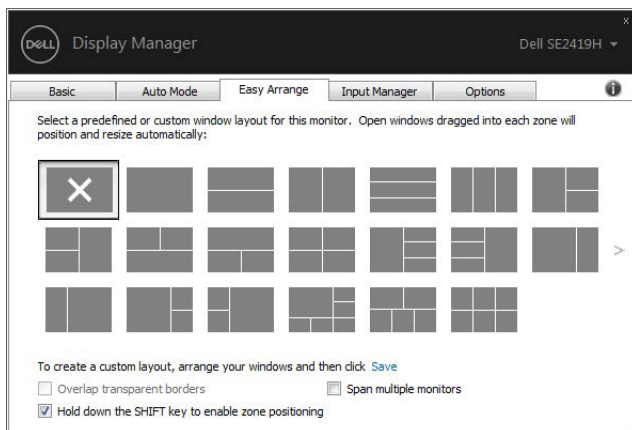 x
DELL Display Manager Dell SE2419H
Basic Auto Mode Easy Arrange Input Manager Options
Select a predefined or custom window layout for this monitor. Open windows dragged into each zone will
position and resize automatically:
>
To create a custom layout, arrange your windows and then click Save
Overlap transparent borders Span multiple monitors
Hold down the SHIFT key to enable zone positioning